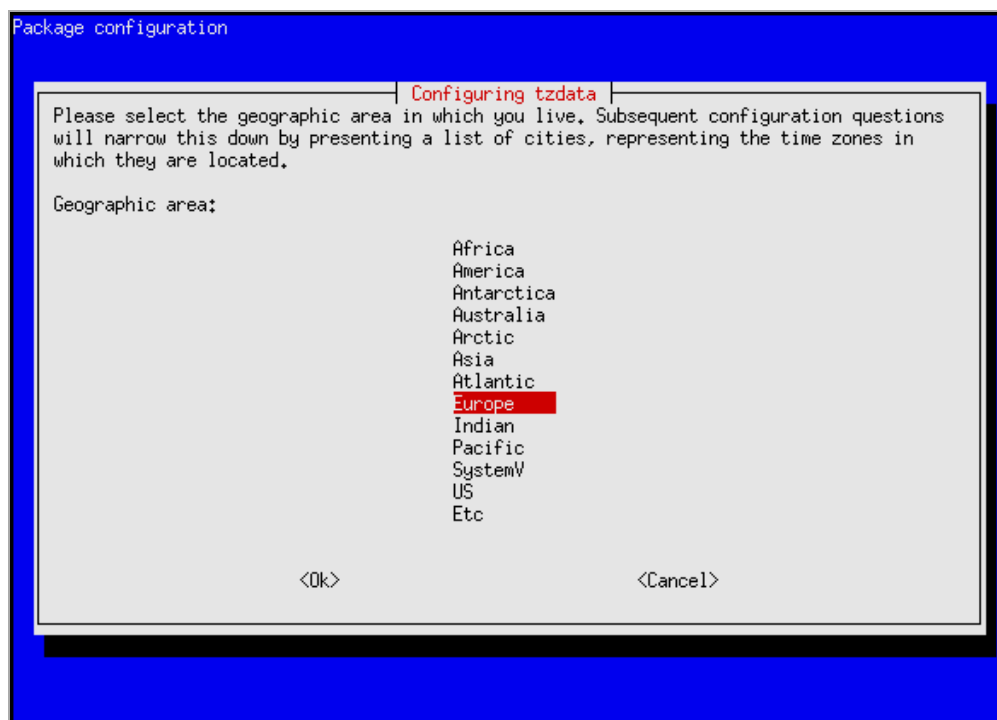 Package configuration
Configuring tzdata
Please select the geographic area in which you live. Subsequent configuration questions
will narrow this down by presenting a list of cities, representing the time zones in
which they are located.
Geographic area:
Africa
America
Antarctica
Australia
Arctic
Asia
Atlantic
Europe
Indian
Pacific
SystemV
US
Etc
<Ok> <Cancel>